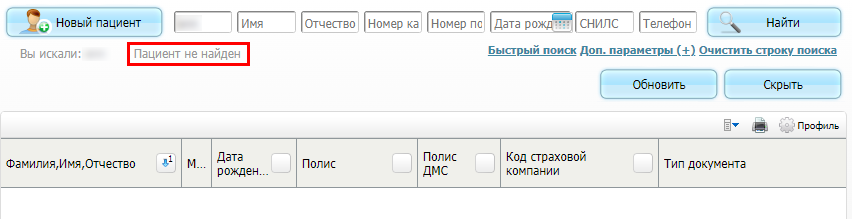 Новый пациент
Имя
Отчество
Номер ка
Номер по
Дата рожд
СНИЛС
Телефон
Найти
Вы искали:
Пациент не найден
Быстрый поиск Доп. параметры (+) Очистить строку поиска
Обновить
Скрыть
Профиль
Фамилия,Имя,Отчество
1
М...
Дата
рожден...
Полис
Полис
ДМС
Код страховой
компании
Тип документа